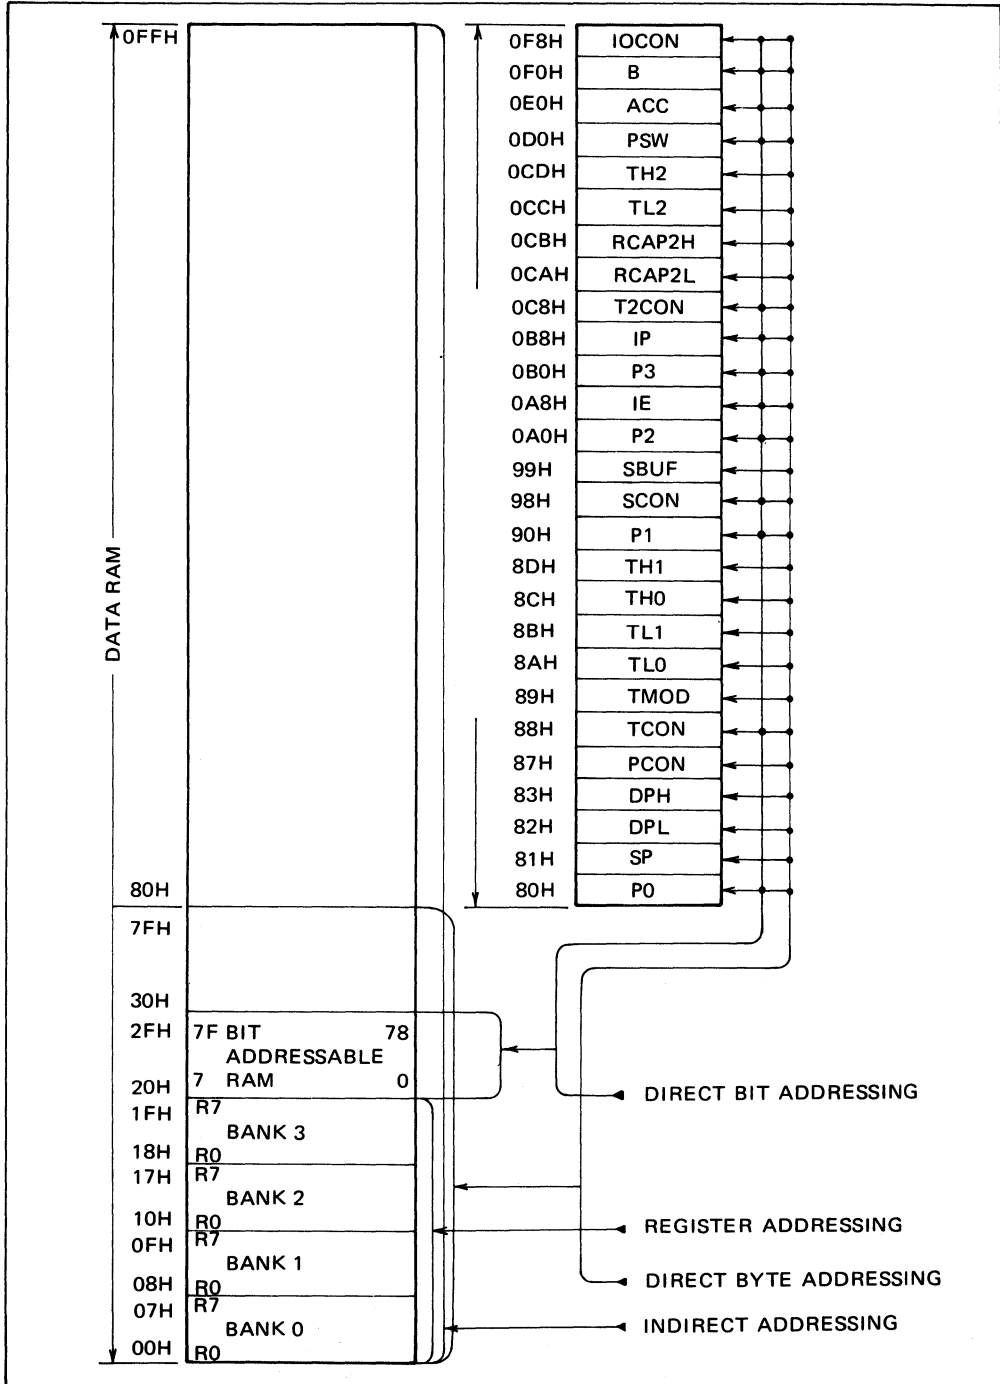 0FFH
80H
7FH
30H
2FH 7F BIT 78
ADDRESSABLE
20H 7 RAM 0
1FH R7
BANK 3
18H R0
17H R7
BANK 2
10H R0
0FH R7
BANK 1
08H R0
07H R7
BANK 0
00H R0
DATA RAM
0F8H IOCON
0F0H B
0E0H ACC
0D0H PSW
0CDH TH2
0CCH TL2
0CBH RCAP2H
0CAH RCAP2L
0C8H T2CON
0B8H IP
0B0H P3
0A8H IE
0A0H P2
99H SBUF
98H SCON
90H P1
8DH TH1
8CH TH0
8BH TL1
8AH TL0
89H TMOD
88H TCON
87H PCON
83H DPH
82H DPL
81H SP
80H P0
DIRECT BIT ADDRESSING
REGISTER ADDRESSING
DIRECT BYTE ADDRESSING
INDIRECT ADDRESSING